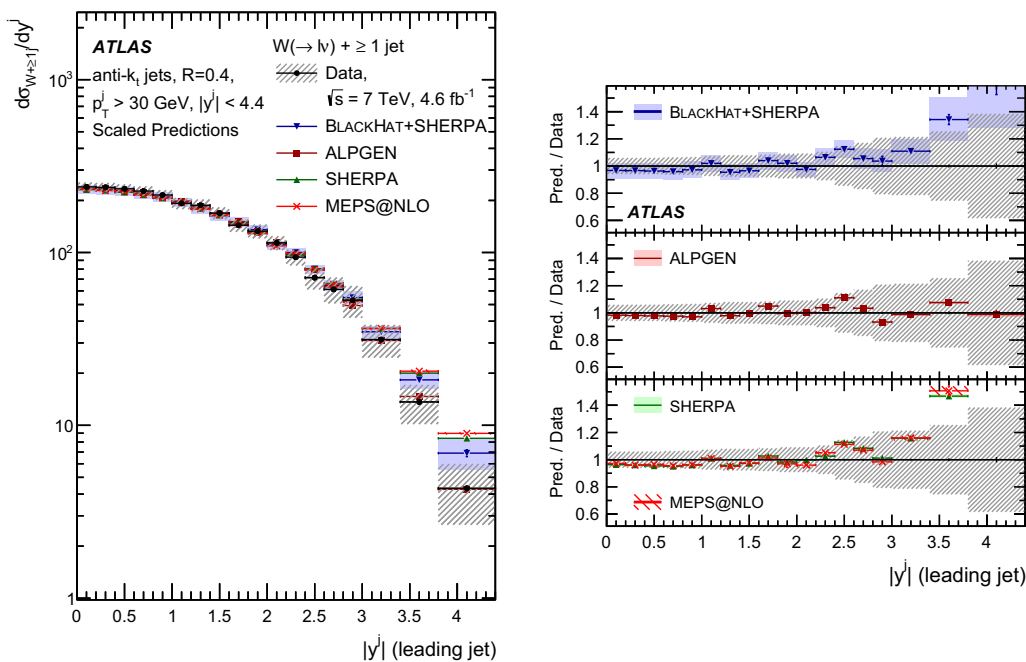 dσ_{W+≥1j}/dy^j
10^3
10^2
10
1
ATLAS
anti-k_t jets, R=0.4,
p_T^j > 30 GeV, |y^j| < 4.4
Scaled Predictions
W(→ lν) + ≥ 1 jet
Data,
√s = 7 TeV, 4.6 fb^{-1}
BLACKHAT+SHERPA
ALPGEN
SHERPA
MEPS@NLO
0 0.5 1 1.5 2 2.5 3 3.5 4
|y^j| (leading jet)
Pred. / Data
1.4
1.2
1
0.8
0.6
BLACKHAT+SHERPA
ATLAS
Pred. / Data
1.4
1.2
1
0.8
0.6
ALPGEN
Pred. / Data
1.4
1.2
1
0.8
0.6
SHERPA
MEPS@NLO
0 0.5 1 1.5 2 2.5 3 3.5 4
|y^j| (leading jet)